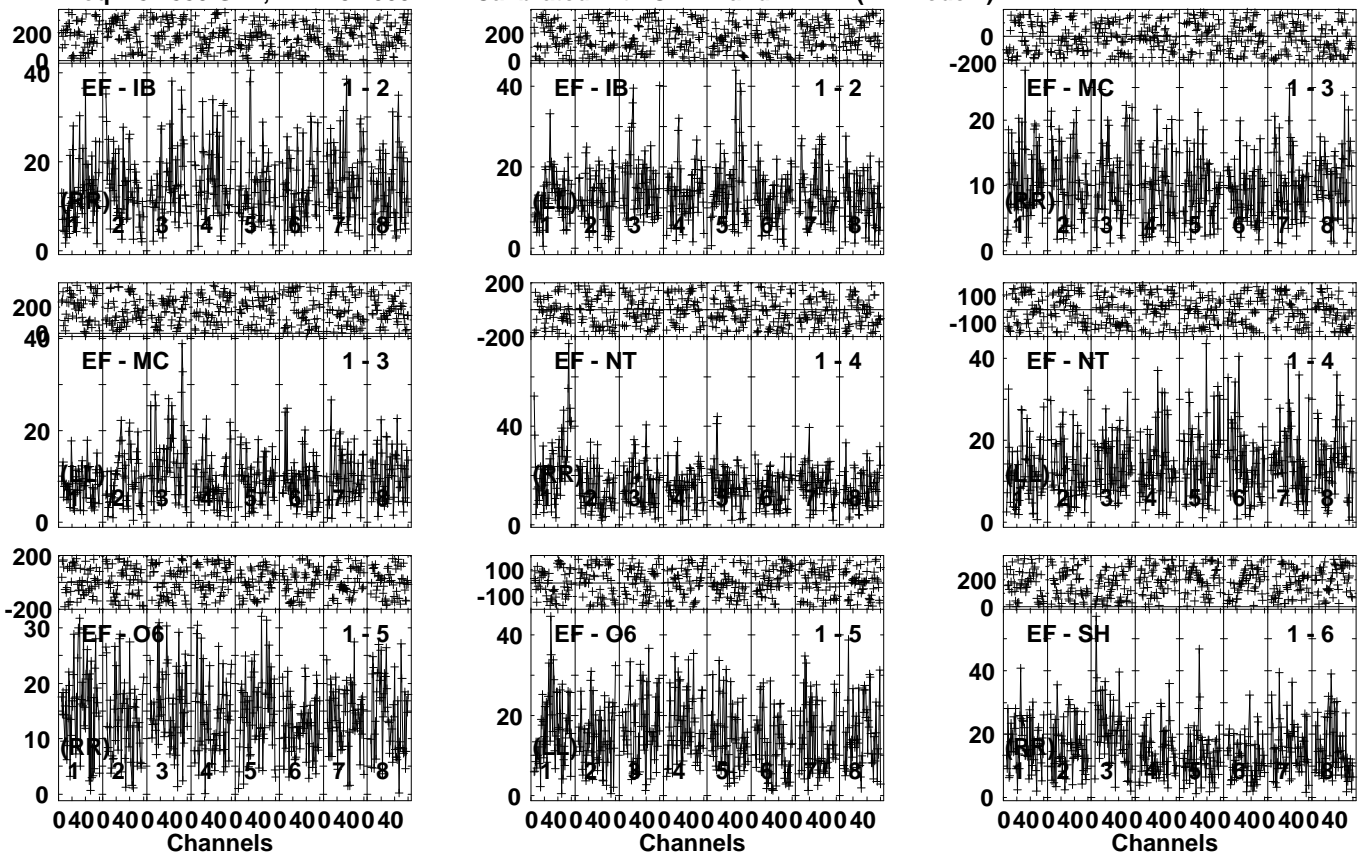 200 200 0
0 0 -200
40 EF - IB 1 - 2 40 EF - IB 1 - 2 EF - MC 1 - 3
20 20 20
(RR) (LL) 10 (RR)
1 2 3 4 5 6 7 8 1 2 3 4 5 6 7 8 1 2 3 4 5 6 7 8
0 0 0
200 200 100
0 -200 -100
40 EF - MC 1 - 3 EF - NT 1 - 4 40 EF - NT 1 - 4
20 40 20
(LL) (RR) (LL)
1 2 3 4 5 6 7 8 1 2 3 4 5 6 7 8 1 2 3 4 5 6 7 8
0 0 0
200 100 200
-200 -100 0
30 EF - O6 1 - 5 40 EF - O6 1 - 5 EF - SH 1 - 6
20 20 40
10 (RR) (LL) 20 (RR)
1 2 3 4 5 6 7 8 1 2 3 4 5 6 7 8 1 2 3 4 5 6 7 8
0 0 0
0 40 0 40 0 40 0 40 0 40 0 40 0 40 0 40 0 40 0 40 0 40 0 40 0 40 0 40 0 40 0 40 0 40 0 40 0 40 0 40 0 40 0 40 0 40 0 40
Channels Channels Channels